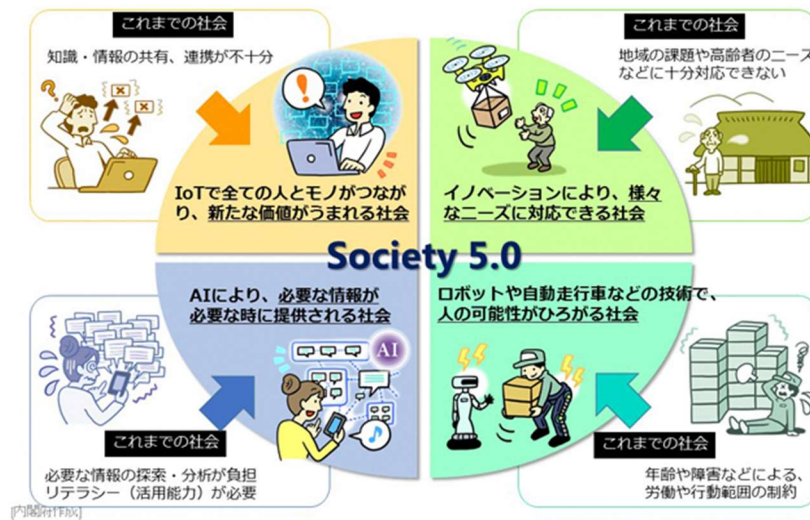 これまでの社会
知識・情報の共有、連携が不十分
IoTで全ての人とモノがつなが
り、新たな価値がうまれる社会
これまでの社会
地域の課題や高齢者のニーズ
などに十分対応できない
イノベーションにより、様々
なニーズに対応できる社会
Society 5.0
AIにより、必要な情報が
必要な時に提供される社会
AI
これまでの社会
必要な情報の探索・分析が負担
リテラシー（活用能力）が必要
ロボットや自動走行車などの技術で、
人の可能性がひろがる社会
これまでの社会
年齢や障害などによる、
労働や行動範囲の制約
[内閣府作成]